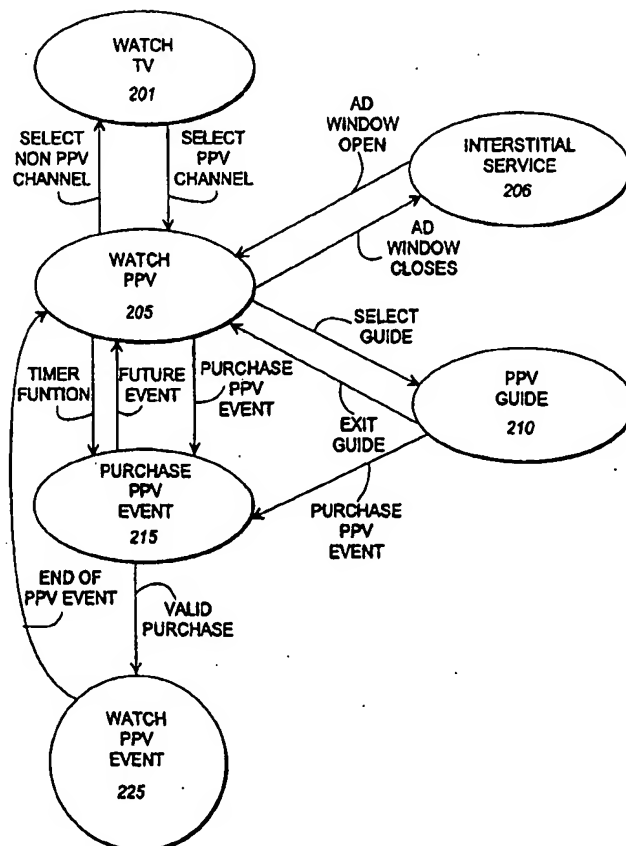 WATCH
TV
201
SELECT
NON PPV
CHANNEL
SELECT
PPV
CHANNEL
AD
WINDOW
OPEN
INTERSTITIAL
SERVICE
206
AD
WINDOW
CLOSES
WATCH
PPV
205
SELECT
GUIDE
TIMER
FUNTION
FUTURE
EVENT
PURCHASE
PPV
EVENT
EXIT
GUIDE
PPV
GUIDE
210
PURCHASE
PPV
EVENT
215
PURCHASE
PPV
EVENT
END OF
PPV EVENT
VALID
PURCHASE
WATCH
PPV
EVENT
225